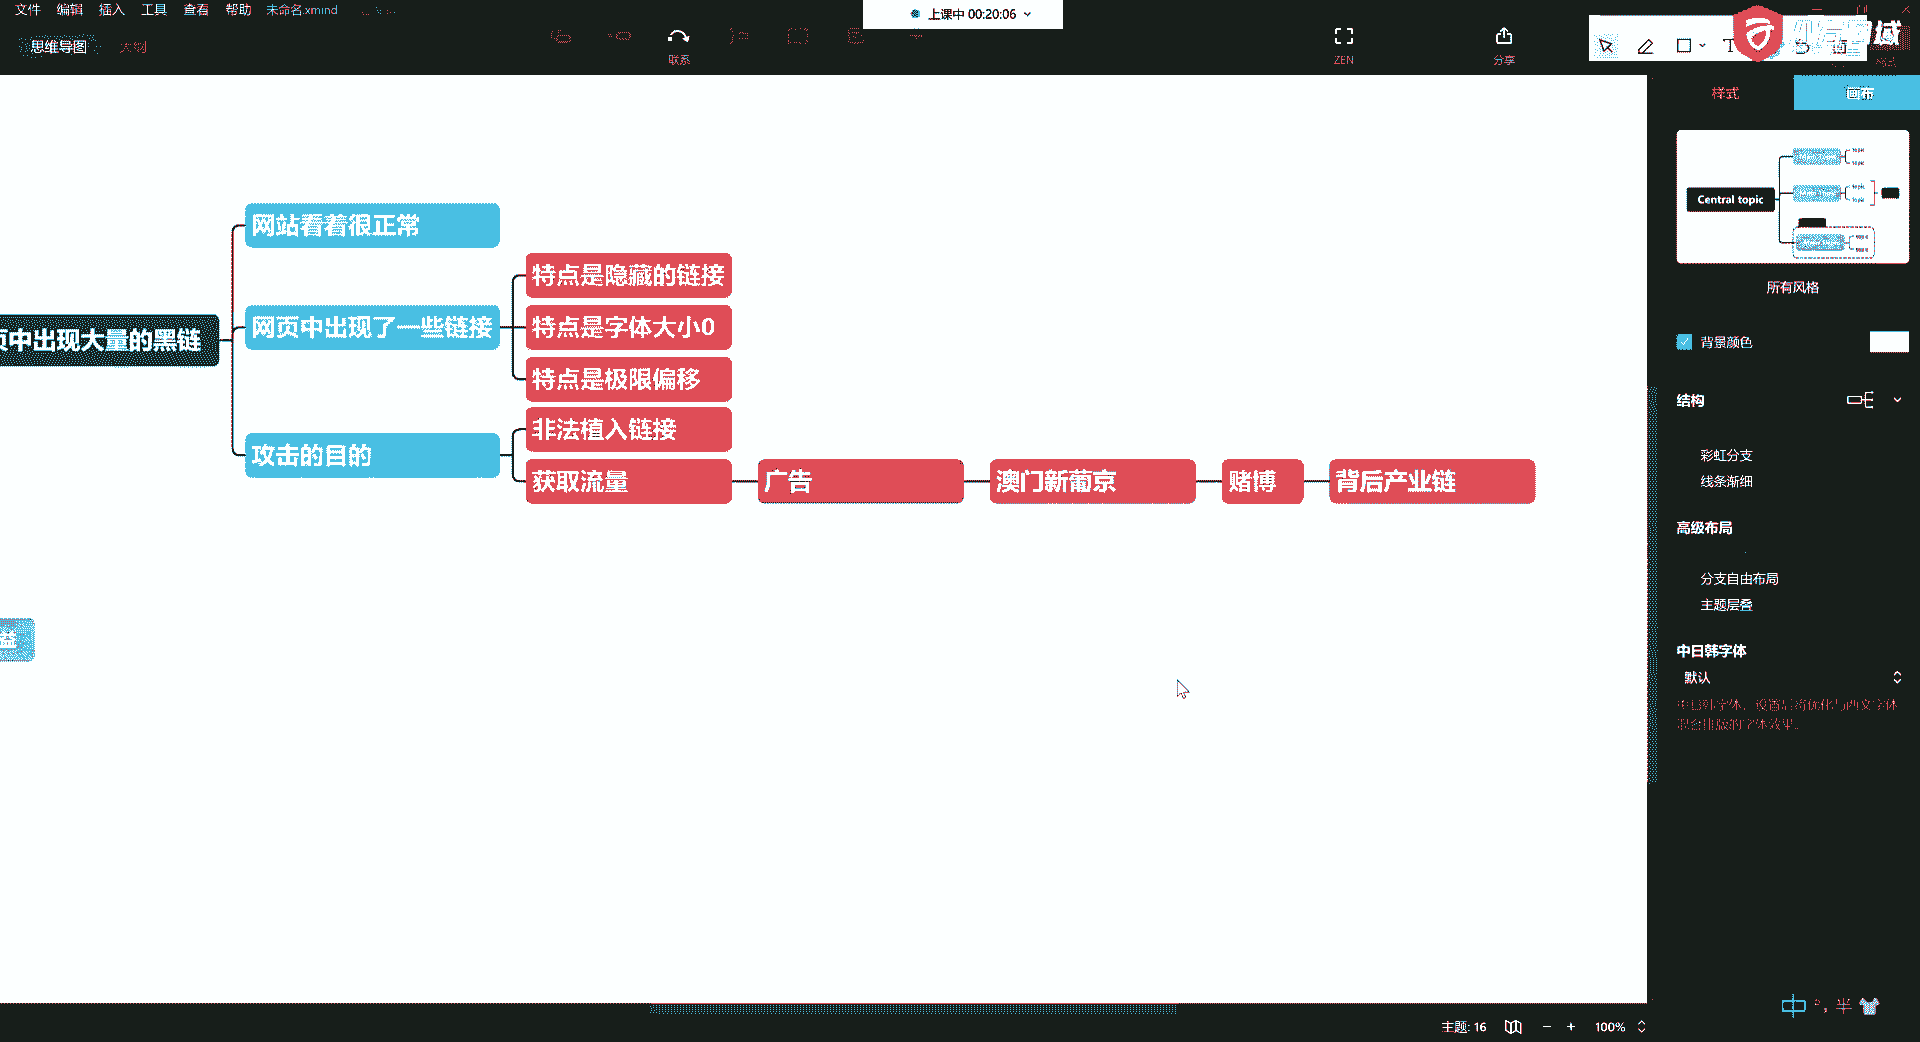 文件 编辑 插入 工具 查看 帮助 未命名.xmind
上课中 00:20:06
思维导图 大纲
联系
ZEN
分享
样式 画布
网站看着很正常
网页中出现了一些链接
特点是隐藏的链接
特点是字体大小0
特点是极限偏移
页中出现大量的黑链
攻击的目的
非法植入链接
获取流量
广告
澳门新葡京
赌博
背后产业链
Central topic
所有风格
背景颜色
结构
彩虹分支
线条渐细
高级布局
分支自由布局
主题层叠
中日韩字体
默认
主题: 16
100%
中 °, 半